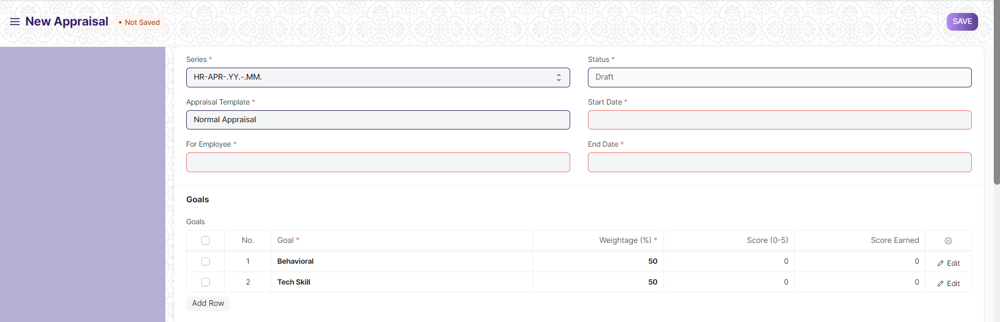 New Appraisal • Not Saved SAVE
Series *
HR-APR-.YY.-.MM.
Status *
Draft
Appraisal Template *
Normal Appraisal
Start Date *
For Employee *
End Date *
Goals
Goals
No. Goal * Weightage (%) * Score (0-5) Score Earned
1 Behavioral 50 0 0 Edit
2 Tech Skill 50 0 0 Edit
Add Row